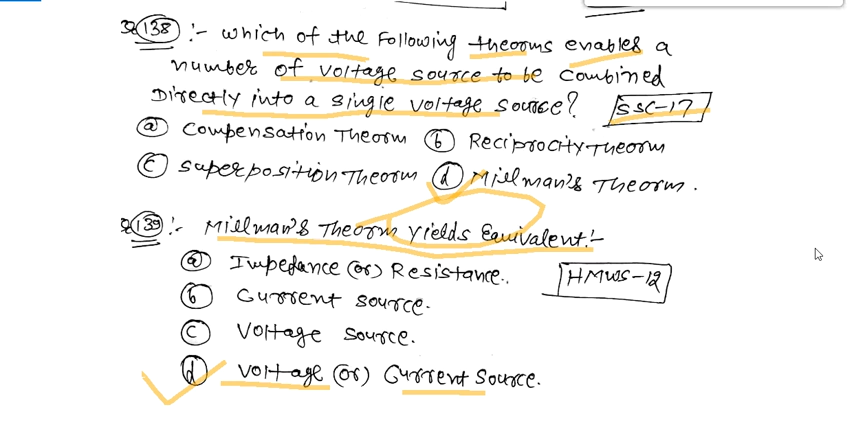 Q(138) :- Which of the Following theorms enables a
number of voltage source to be combined
Directly into a single voltage source? SSC-17
(a) Compensation Theorm (b) Reciprocity Theorm
(c) Superposition Theorm (d) Millman's Theorm.
Q(139) :- Millman's Theorm yields Equivalent:-
(a) Impedance (or) Resistance.
HMWS-12
(b) Current source.
(c) Voltage source.
(d) Voltage (or) Current Source.